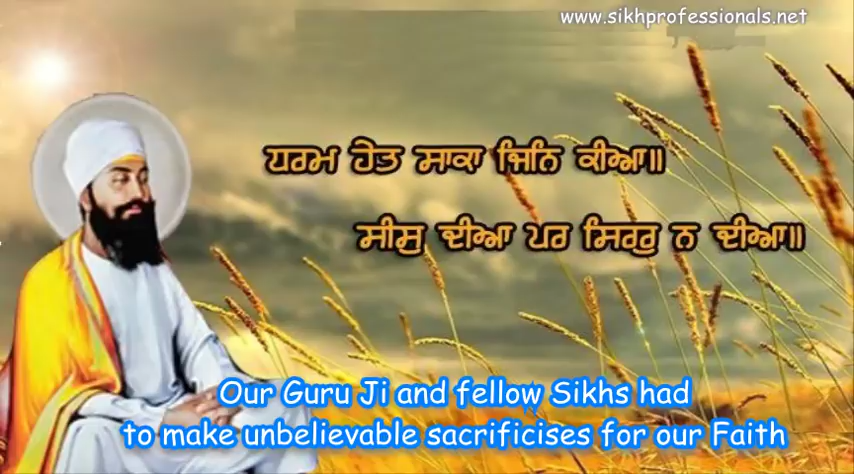 www.sikhprofessionals.net
ਧਰਮ ਹੇਤ ਸਾਕਾ ਜਿਨਿ ਕੀਆ॥
ਸੀਸੁ ਦੀਆ ਪਰ ਸਿਰਰੁ ਨ ਦੀਆ॥
Our Guru Ji and fellow Sikhs had
to make unbelievable sacrificises for our Faith